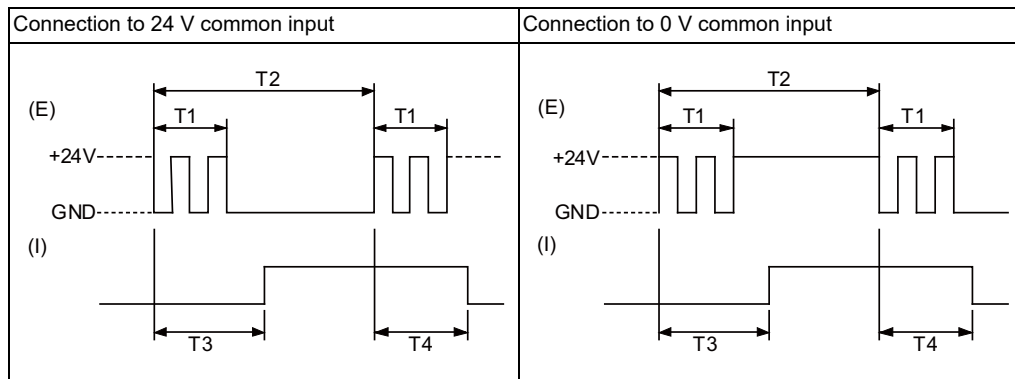 Connection to 24 V common input
Connection to 0 V common input
T2
(E)
T1
T1
+24V
GND
(I)
T3
T4
T2
(E)
T1
T1
+24V
GND
(I)
T3
T4